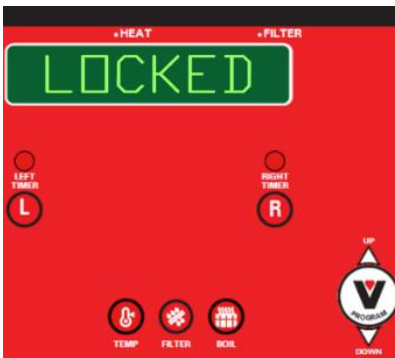 •HEAT •FILTER
LOCKED
LEFT TIMER
RIGHT TIMER
L
R
UP
V
PROGRAM
DOWN
TEMP FILTER BOIL